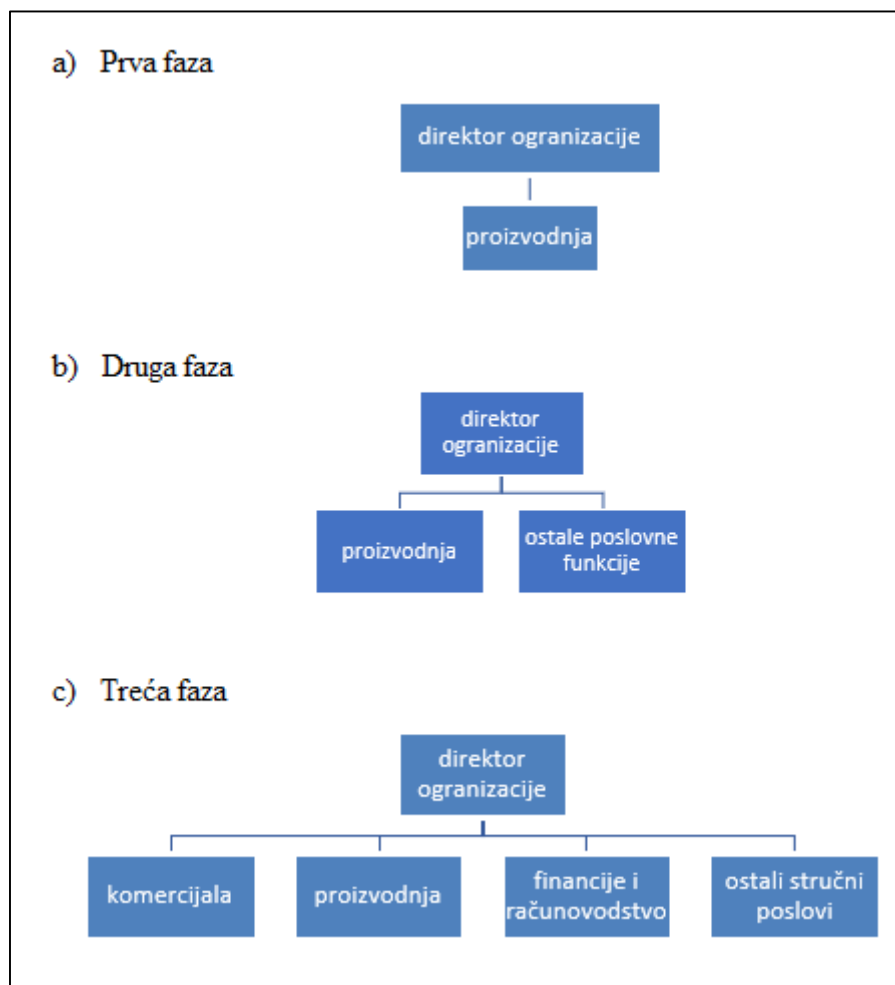 a) Prva faza
direktor ogranizacije
proizvodnja
b) Druga faza
direktor
ogranizacije
proizvodnja
ostale poslovne
funkcije
c) Treća faza
direktor
ogranizacije
komercijala
proizvodnja
financije i
računovodstvo
ostali stručni
poslovi